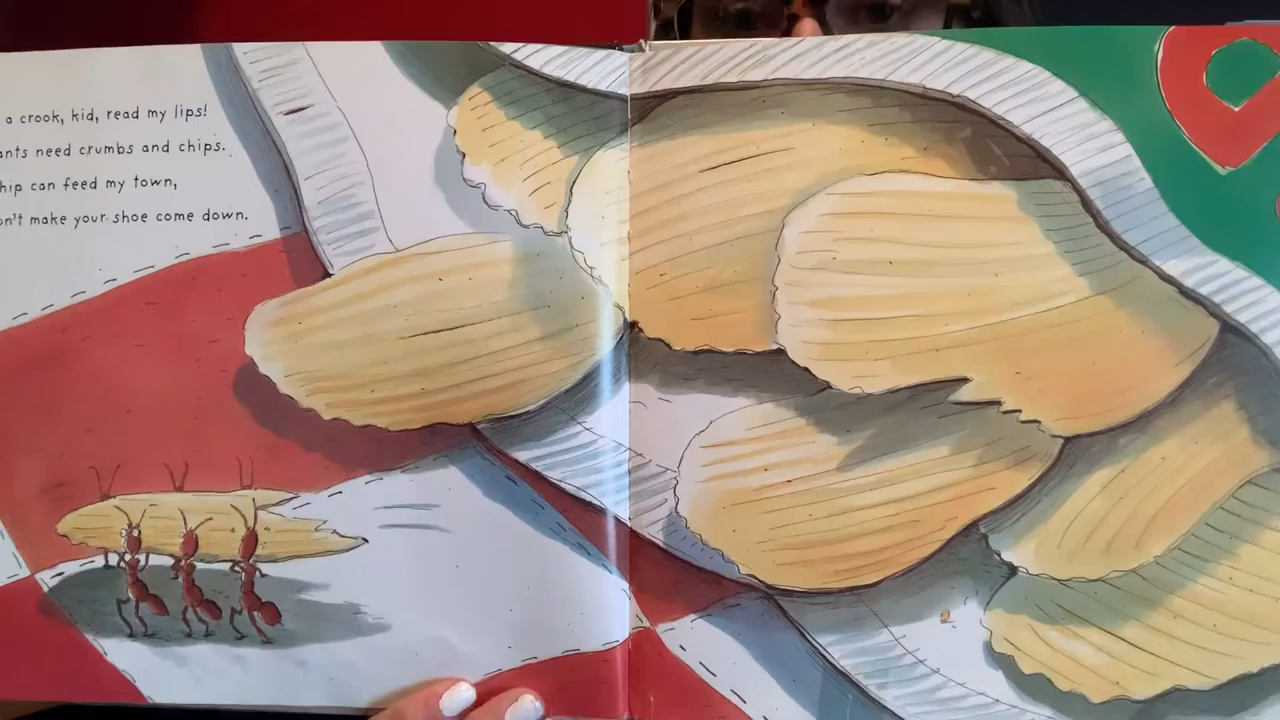 a crook, kid, read my lips!
ants need crumbs and chips.
hip can feed my town,
on't make your shoe come down.